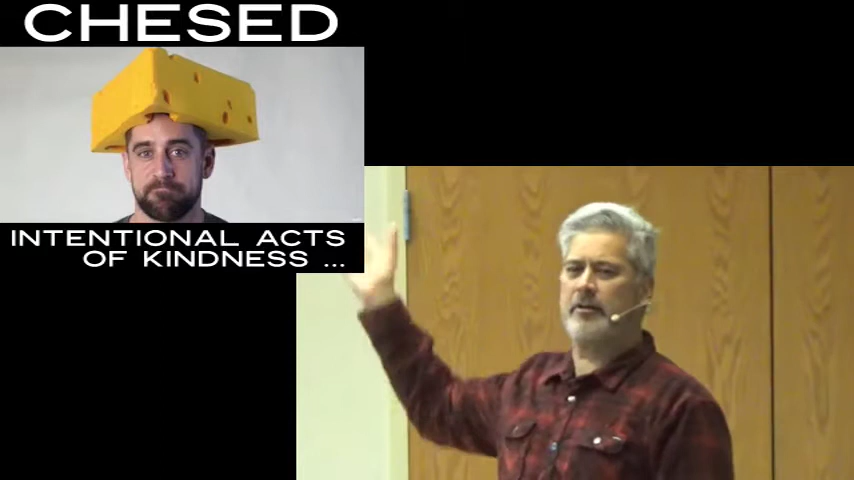 CHESED
INTENTIONAL ACTS
OF KINDNESS ...